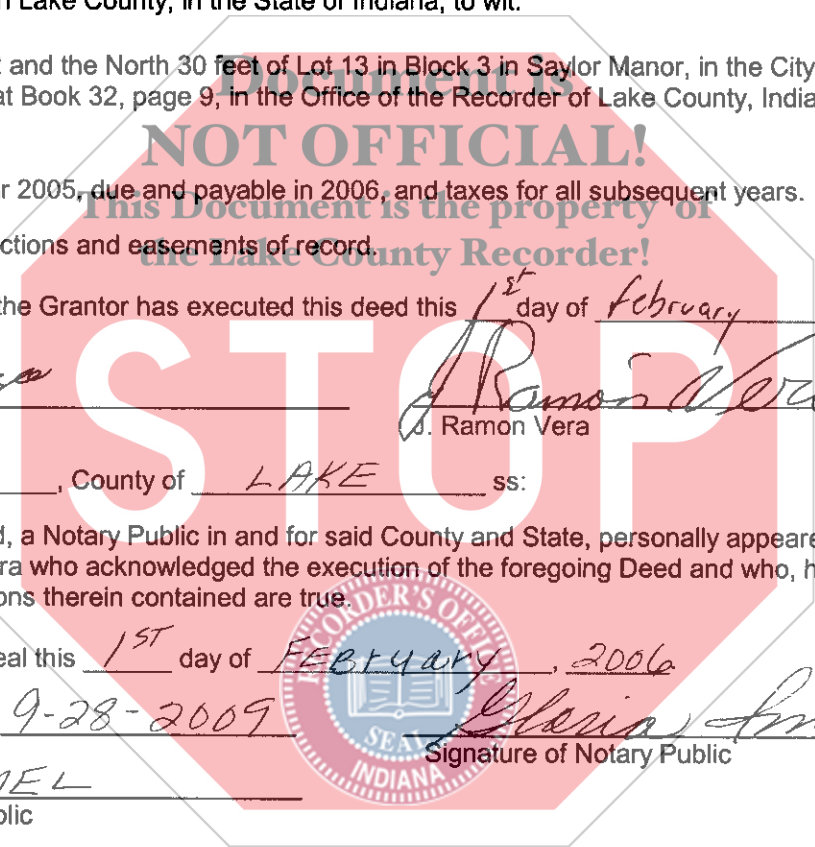 n Lake County, in the State of Indiana, to wit:
t and the North 30 feet of Lot 13 in Block 3 in Saylor Manor, in the City
Document is
at Book 32, page 9, in the Office of the Recorder of Lake County, India
NOT OFFICIAL!
r 2005, due and payable in 2006, and taxes for all subsequent years.
This Document is the property of
ctions and easements of record.
the Lake County Recorder!
the Grantor has executed this deed this 1st day of February
STOP
J Ramon Vera
J. Ramon Vera
, County of LAKE ss:
d, a Notary Public in and for said County and State, personally appeare
ra who acknowledged the execution of the foregoing Deed and who, h
ons therein contained are true.
RECORDER'S OFFICE
eal this 1ST day of FEBruary, 2006
9-28-2009 Gloria
SEAL
Signature of Notary Public
INDIANA
EL
blic